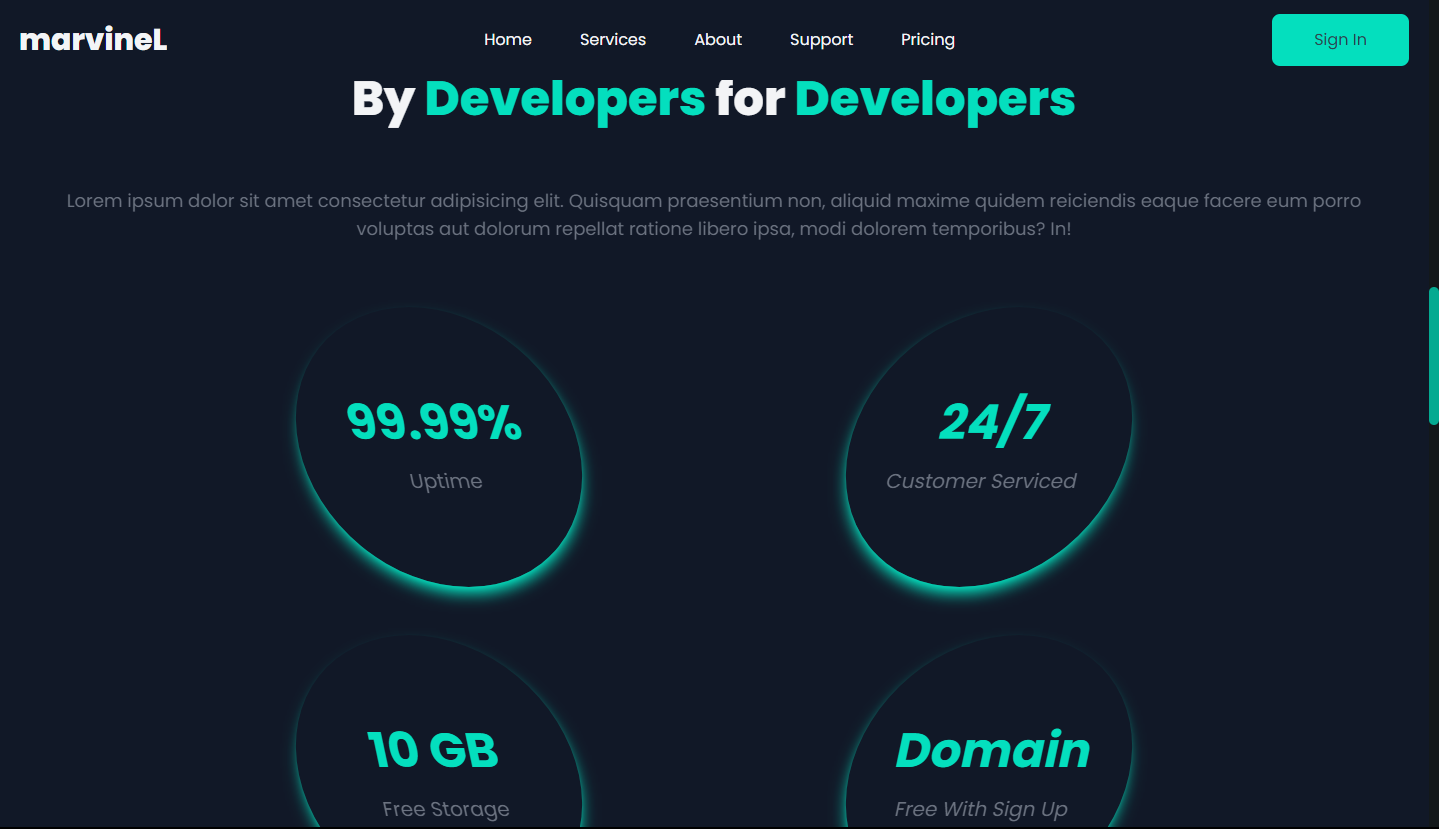 marvineL
Home Services About Support Pricing
Sign In
By Developers for Developers
Lorem ipsum dolor sit amet consectetur adipisicing elit. Quisquam praesentium non, aliquid maxime quidem reiciendis eaque facere eum porro
voluptas aut dolorum repellat ratione libero ipsa, modi dolorem temporibus? In!
99.99%
Uptime
24/7
Customer Serviced
10 GB
Free Storage
Domain
Free With Sign Up